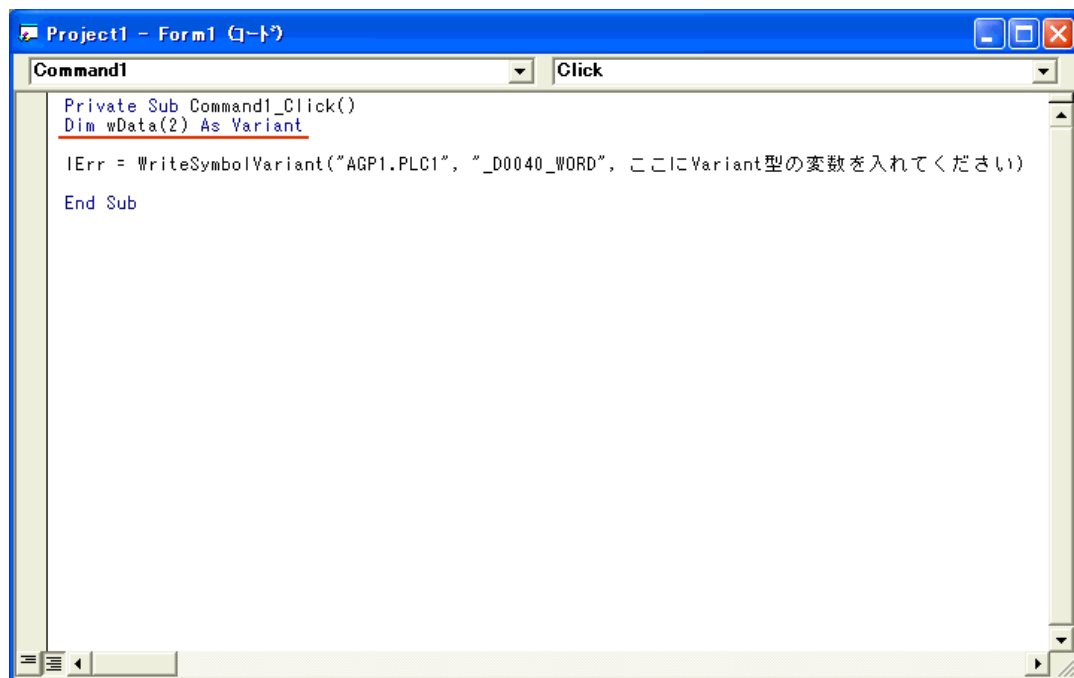 Project1 - Form1 (コード)
Command1 Click
Private Sub Command1_Click()
Dim wData(2) As Variant
lErr = WriteSymbolVariant("AGP1.PLC1", "_D0040_WORD", ここにVariant型の変数を入れてください)
End Sub